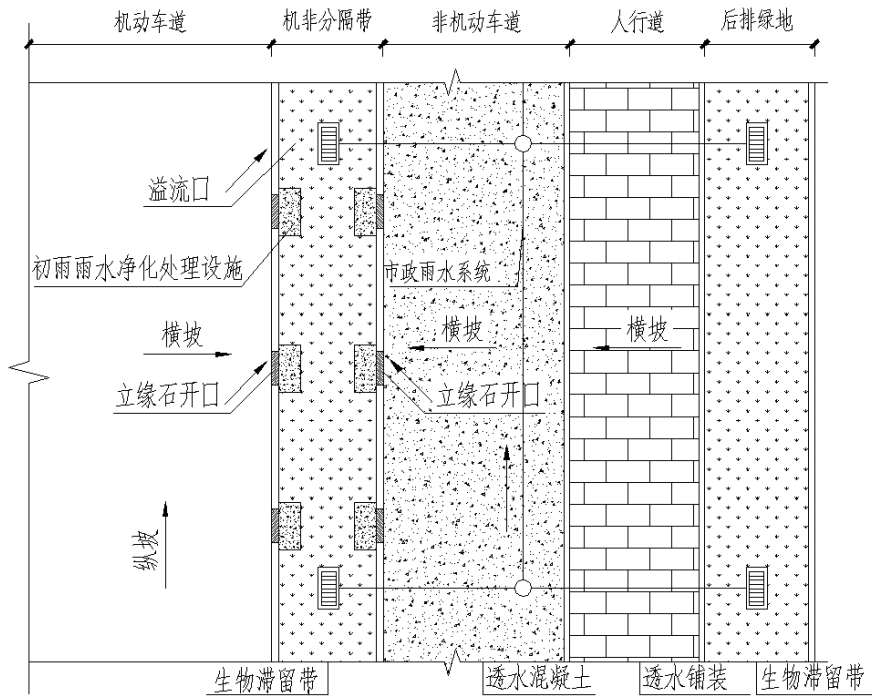 机动车道
机非分隔带
非机动车道
人行道
后排绿地
溢流口
初雨雨水净化处理设施
市政雨水系统
横坡
横坡
横坡
立缘石开口
立缘石开口
纵坡
生物滞留带
透水混凝土
透水铺装
生物滞留带